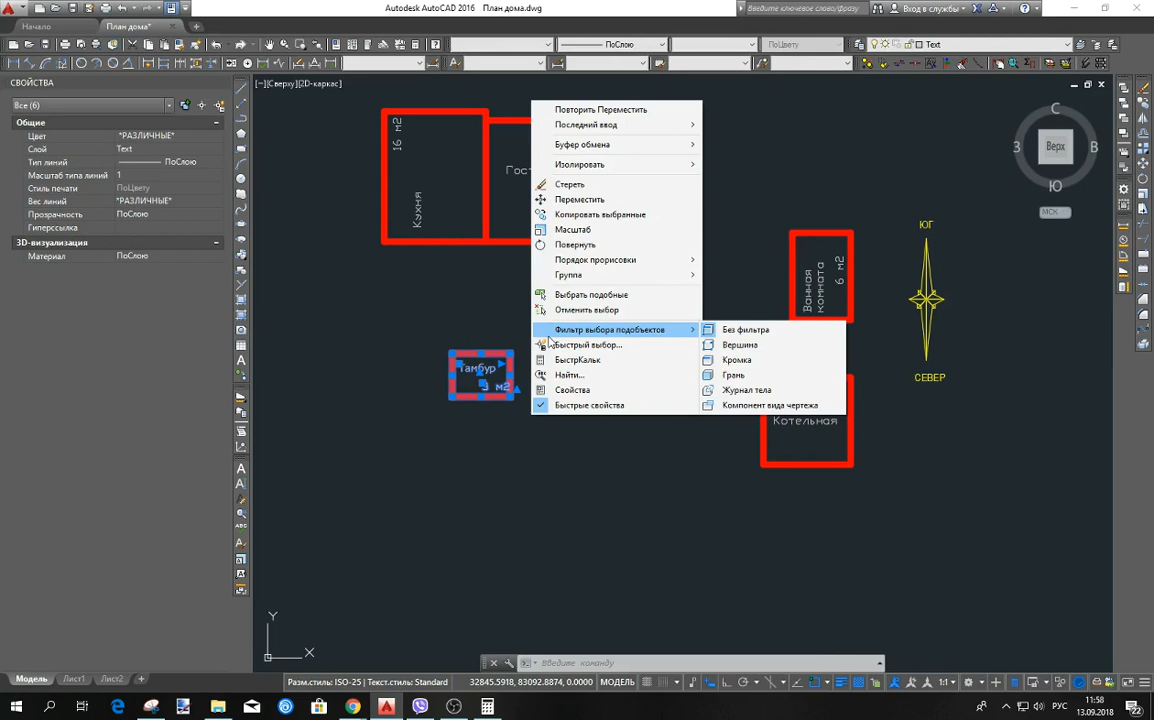 Autodesk AutoCAD 2016 План дома.dwg
Введите ключевое слово/фразу
Вход в службы
Начало
План дома*
ПоСлою
ПоЦвету
Text
СВОЙСТВА
[−][Сверху][2D-каркас]
Все (6)
Общие
Цвет *РАЗЛИЧНЫЕ*
Слой Text
Тип линий ПоСлою
Масштаб типа линий 1
Стиль печати ПоЦвету
Вес линий *РАЗЛИЧНЫЕ*
Прозрачность ПоСлою
Гиперссылка
3D-визуализация
Материал ПоСлою
16 м2
Кухня
Гост
Повторить Переместить
Последний ввод
Буфер обмена
Изолировать
Стереть
Переместить
Копировать выбранные
Масштаб
Повернуть
Порядок прорисовки
Группа
Выбрать подобные
Отменить выбор
Фильтр выбора подобъектов
Быстрый выбор...
БыстрКальк
Найти...
Свойства
Быстрые свойства
Без фильтра
Вершина
Кромка
Грань
Журнал тела
Компонент вида чертежа
Тамбур
3 м2
Ванная
комната
6 м2
Котельная
ЮГ
СЕВЕР
С
З
Верх
В
Ю
МСК
Y
X
Введите команду
Модель
Лист1
Лист2
+
Разм.стиль: ISO-25 Текст.стиль: Standard
32845.5918, 83092.8874, 0.0000
МОДЕЛЬ
1:1
РУС
11:58
13.09.2018
22